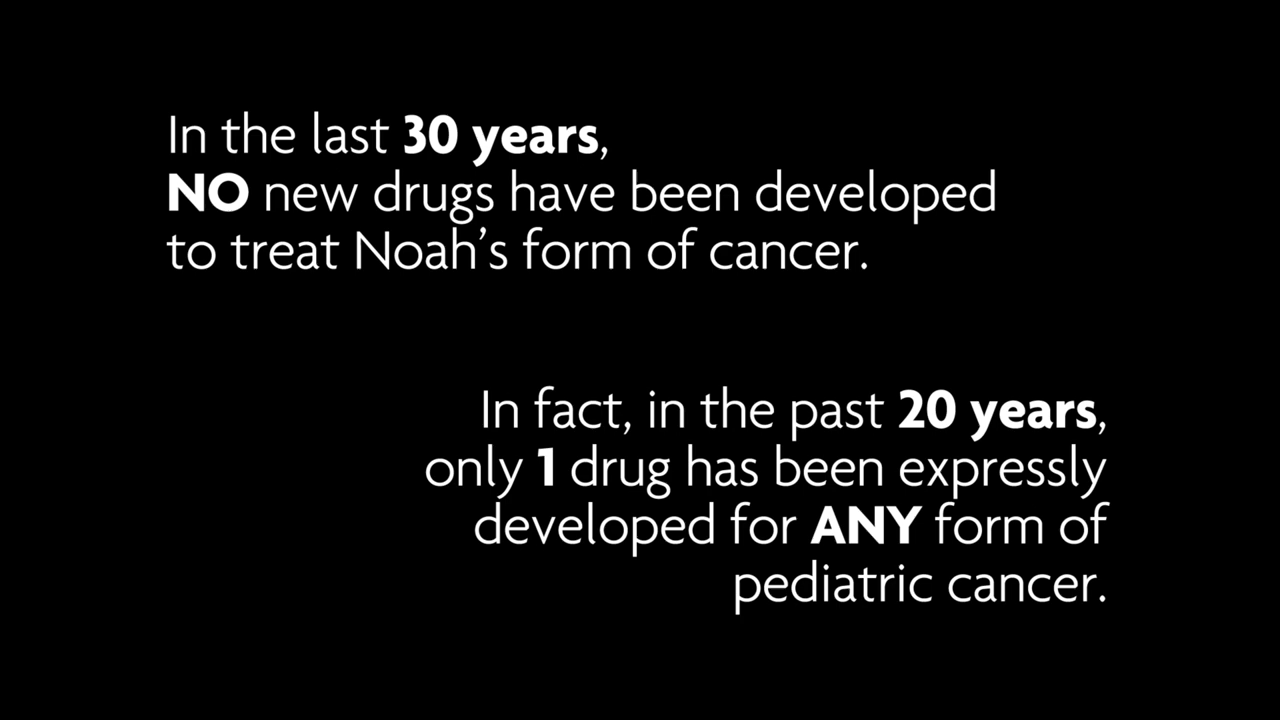 In the last 30 years,
NO new drugs have been developed
to treat Noah’s form of cancer.
In fact, in the past 20 years,
only 1 drug has been expressly
developed for ANY form of
pediatric cancer.